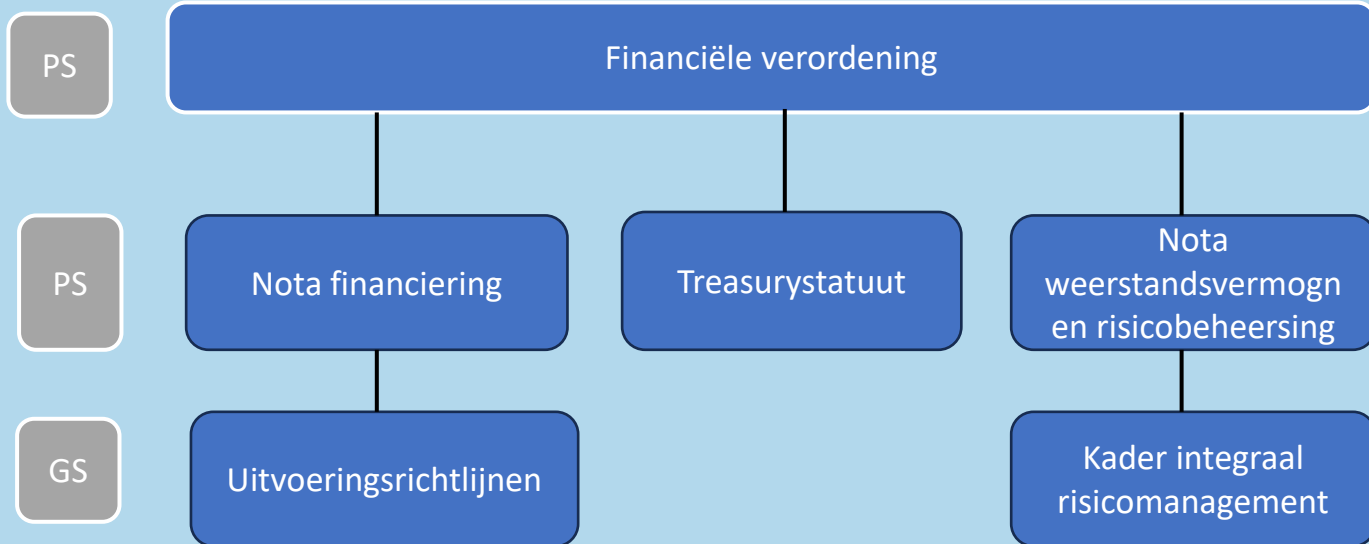 PS
Financiële verordening
PS
Nota financiering
Treasurystatuut
Nota
weerstandsvermogn
en risicobeheersing
GS
Uitvoeringsrichtlijnen
Kader integraal
risicomanagement